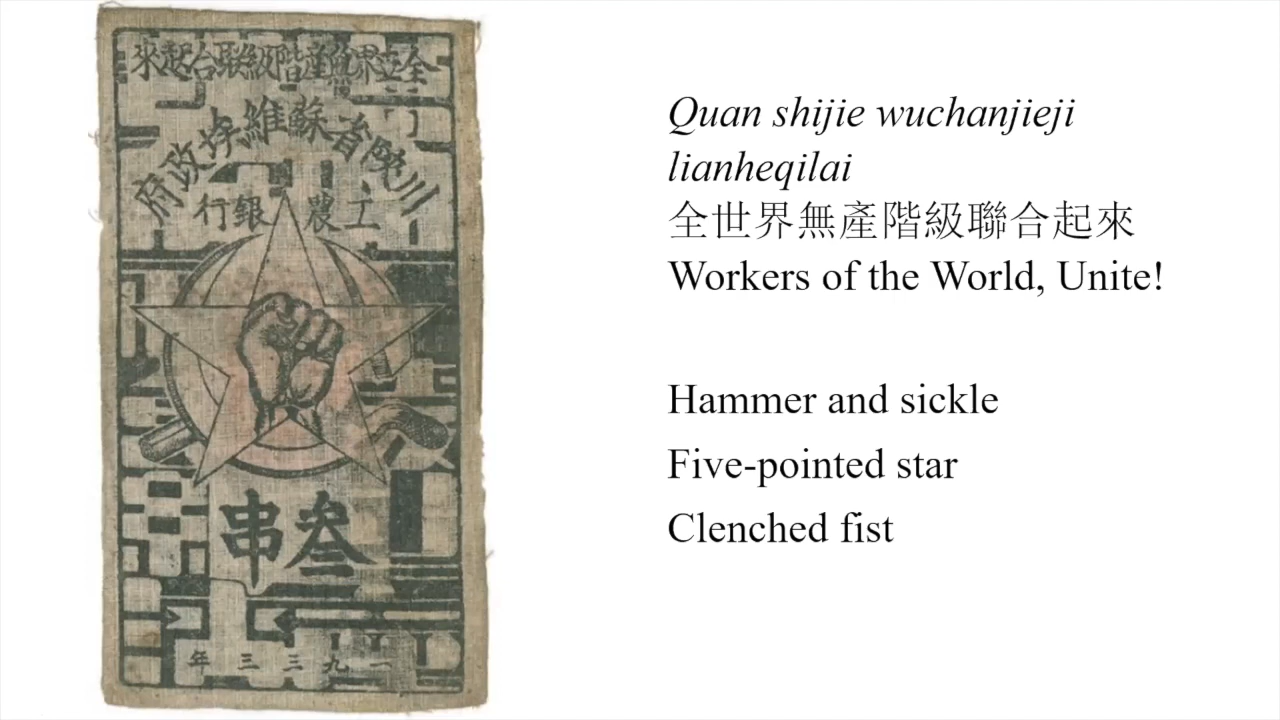 全世界無產階級聯合起來
川陝省蘇維埃政府
工農銀行
叁串
一九三三年
Quan shijie wuchanjieji
lianheqilai
全世界無產階級聯合起來
Workers of the World, Unite!
Hammer and sickle
Five-pointed star
Clenched fist